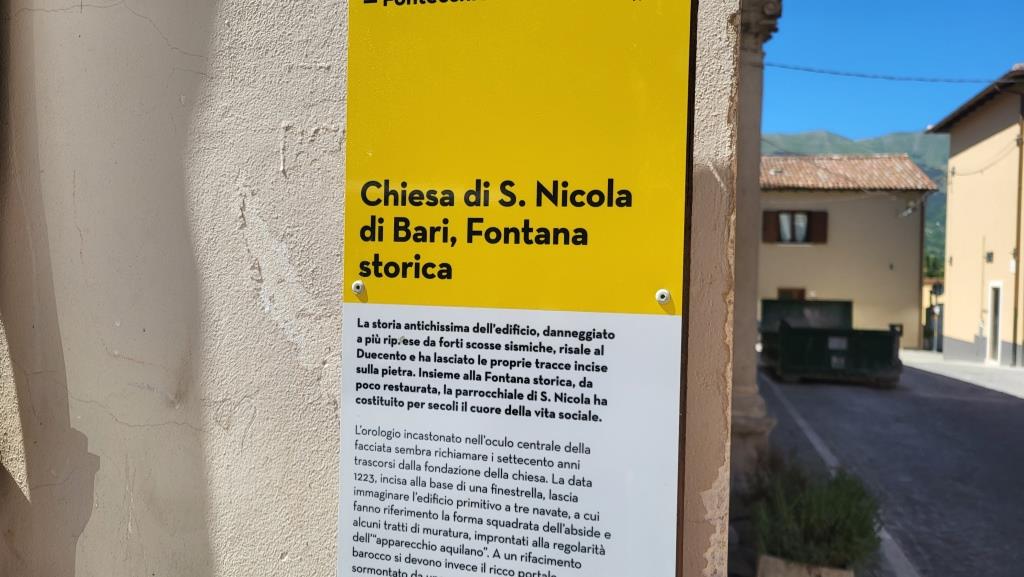 Chiesa di S. Nicola
di Bari, Fontana
storica
La storia antichissima dell'edificio, danneggiato
a più riprese da forti scosse sismiche, risale al
Duecento e ha lasciato le proprie tracce incise
sulla pietra. Insieme alla Fontana storica, da
poco restaurata, la parrocchiale di S. Nicola ha
costituito per secoli il cuore della vita sociale.
L'orologio incastonato nell'oculo centrale della
facciata sembra richiamare i settecento anni
trascorsi dalla fondazione della chiesa. La data
1223, incisa alla base di una finestrella, lascia
immaginare l'edificio primitivo a tre navate, a cui
fanno riferimento la forma squadrata dell'abside e
alcuni tratti di muratura, improntati alla regolarità
dell'"apparecchio aquilano". A un rifacimento
barocco si devono invece il ricco portale
sormontato da